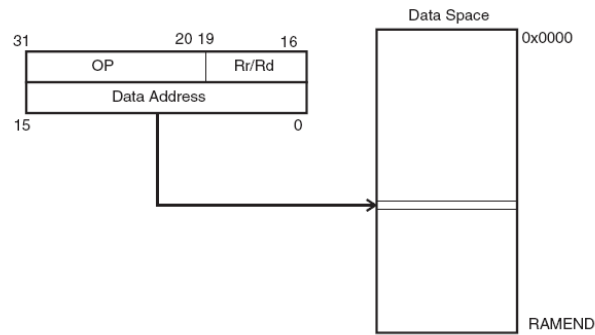 Data Space
31 20 19 16 0x0000
OP Rr/Rd
Data Address
15 0
RAMEND